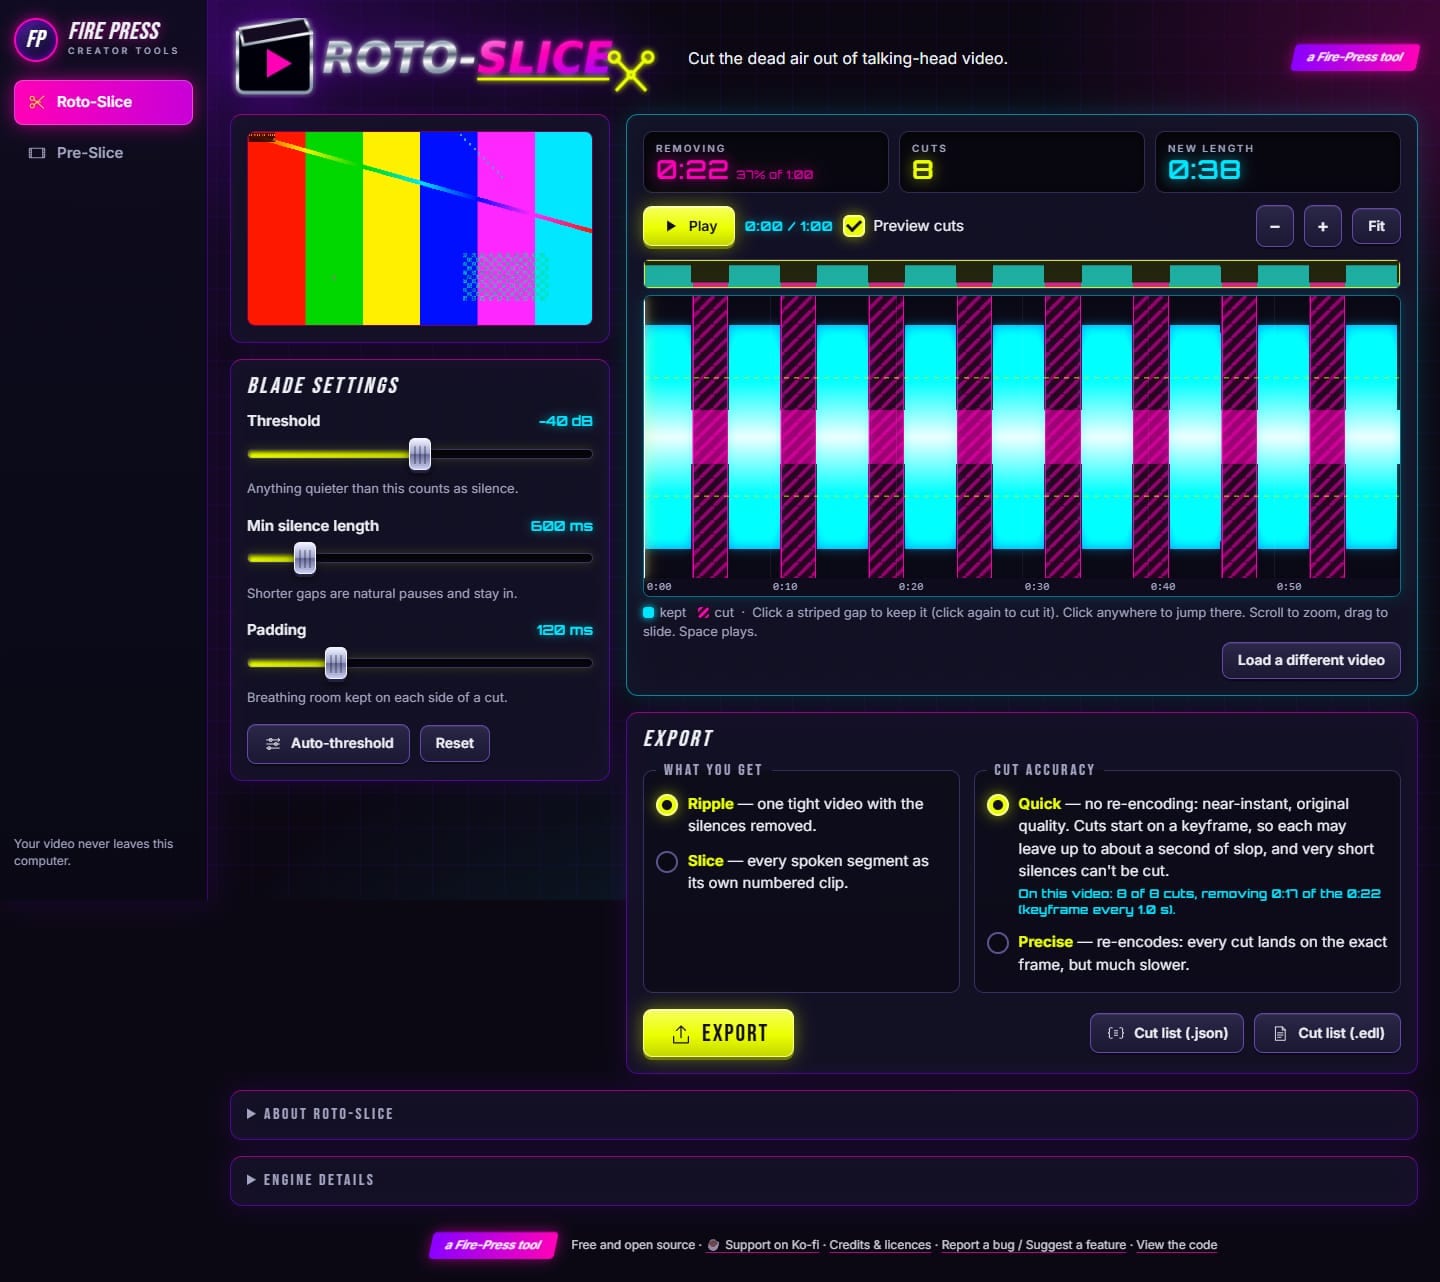 FP
FIRE PRESS
CREATOR TOOLS
Roto-Slice
Pre-Slice
Your video never leaves this
computer.
ROTO-SLICE
Cut the dead air out of talking-head video.
a Fire-Press tool
BLADE SETTINGS
Threshold
-40 dB
Anything quieter than this counts as silence.
Min silence length
600 ms
Shorter gaps are natural pauses and stay in.
Padding
120 ms
Breathing room kept on each side of a cut.
Auto-threshold
Reset
REMOVING
0:22 37% of 1:00
CUTS
8
NEW LENGTH
0:38
Play
0:00 / 1:00
Preview cuts
−
+
Fit
0:00 0:10 0:20 0:30 0:40 0:50
kept cut · Click a striped gap to keep it (click again to cut it). Click anywhere to jump there. Scroll to zoom, drag to
slide. Space plays.
Load a different video
EXPORT
WHAT YOU GET
Ripple — one tight video with the
silences removed.
Slice — every spoken segment as
its own numbered clip.
CUT ACCURACY
Quick — no re-encoding: near-instant, original
quality. Cuts start on a keyframe, so each may
leave up to about a second of slop, and very short
silences can't be cut.
On this video: 8 of 8 cuts, removing 0:17 of the 0:22
(keyframe every 1.0 s).
Precise — re-encodes: every cut lands on the exact
frame, but much slower.
EXPORT
Cut list (.json)
Cut list (.edl)
ABOUT ROTO-SLICE
ENGINE DETAILS
a Fire-Press tool
Free and open source · Support on Ko-fi · Credits & licences · Report a bug / Suggest a feature · View the code